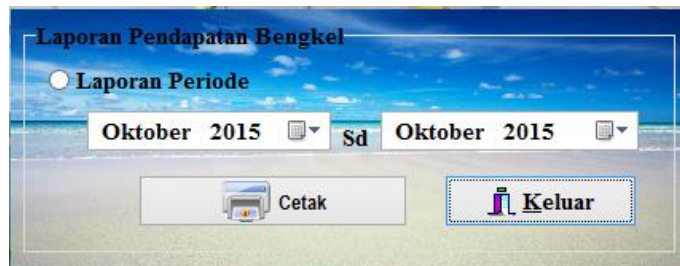 Laporan Pendapatan Bengkel
Laporan Periode
Oktober 2015 Sd Oktober 2015
Cetak Keluar